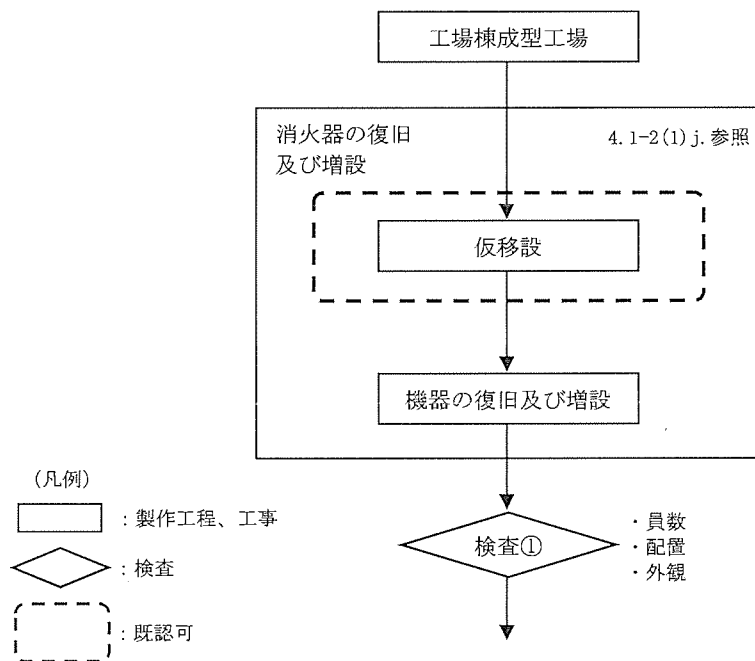 工場棟成型工場
消火器の復旧
及び増設
4.1-2(1)j.参照
仮移設
機器の復旧及び増設
検査①
・員数
・配置
・外観
(凡例)
：製作工程、工事
：検査
：既認可